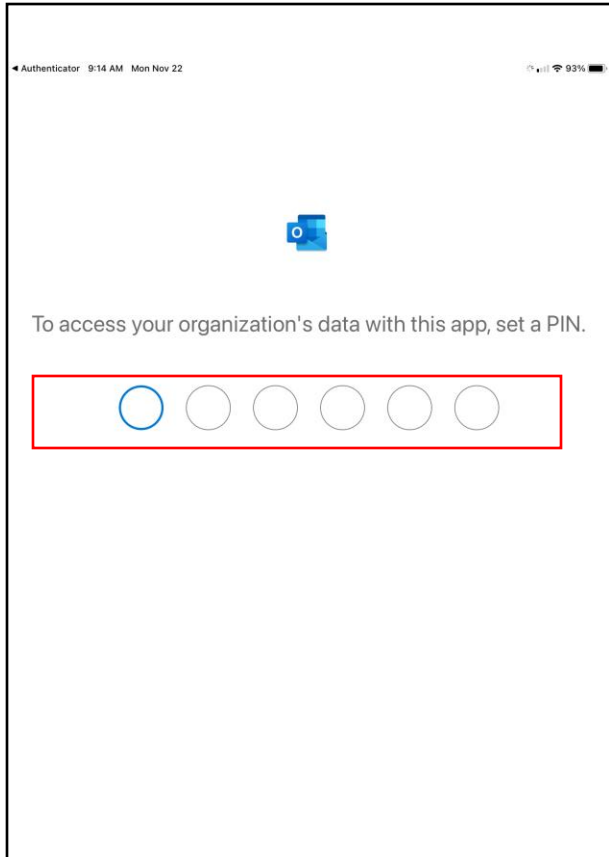 ◀ Authenticator 9:14 AM Mon Nov 22 93%
O
To access your organization's data with this app, set a PIN.